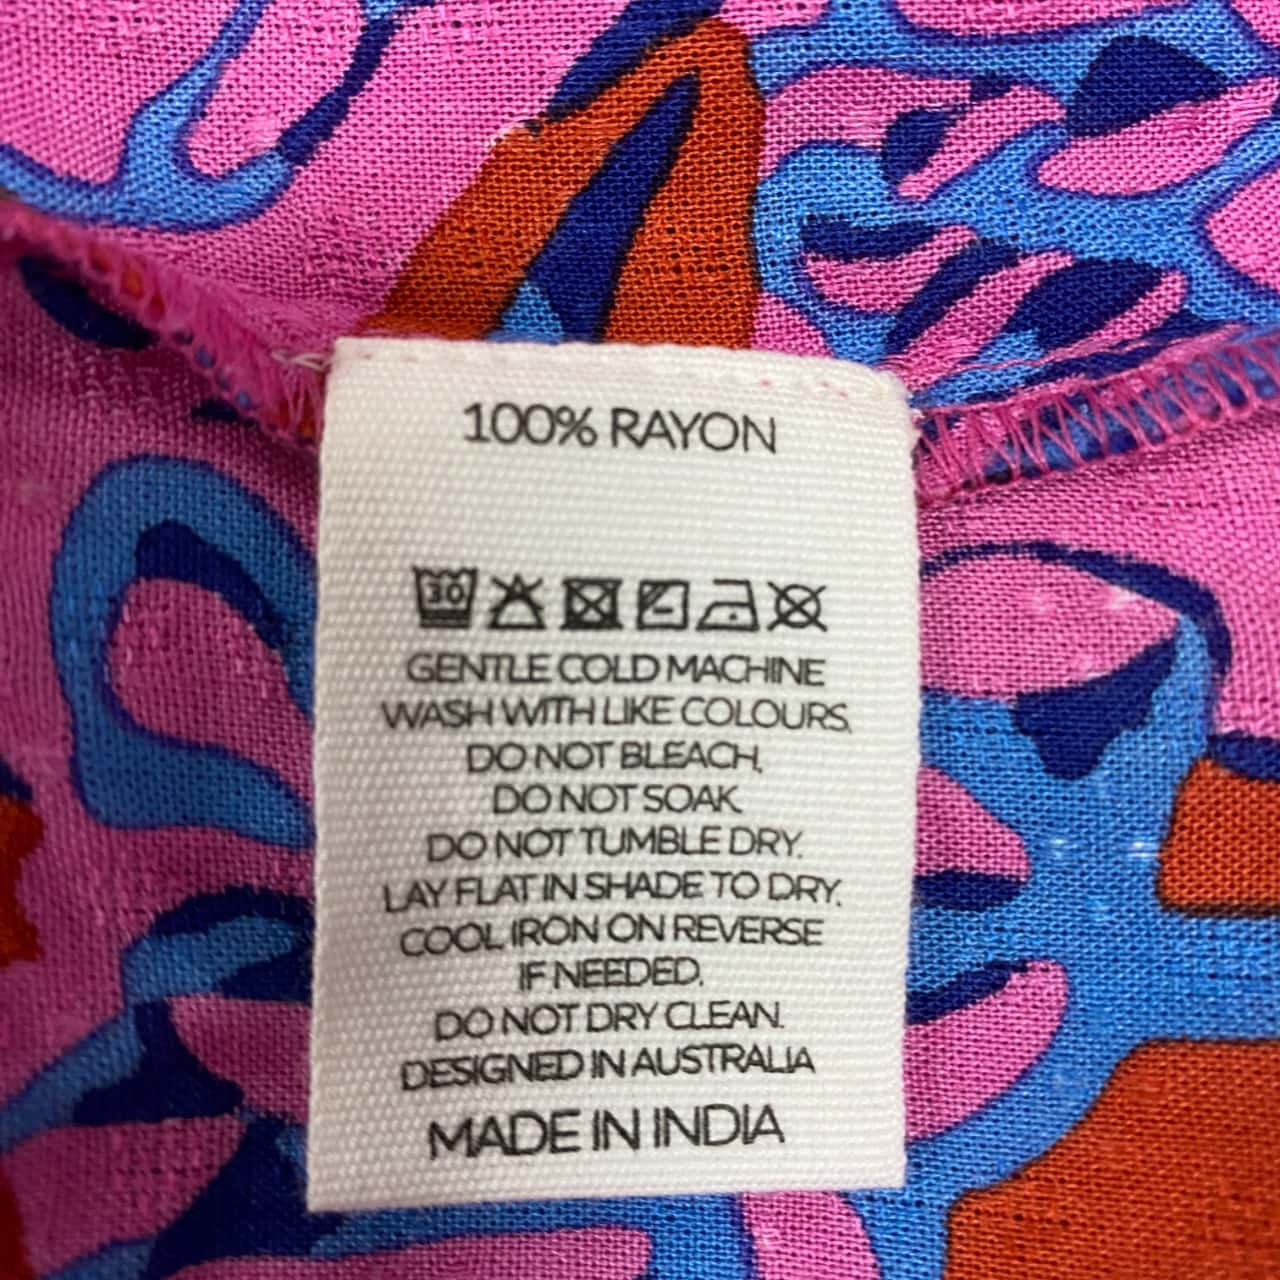 100% RAYON
30
GENTLE COLD MACHINE
WASH WITH LIKE COLOURS,
DO NOT BLEACH,
DO NOT SOAK.
DO NOT TUMBLE DRY.
LAY FLAT IN SHADE TO DRY,
COOL IRON ON REVERSE
IF NEEDED.
DO NOT DRY CLEAN.
DESIGNED IN AUSTRALIA
MADE IN INDIA